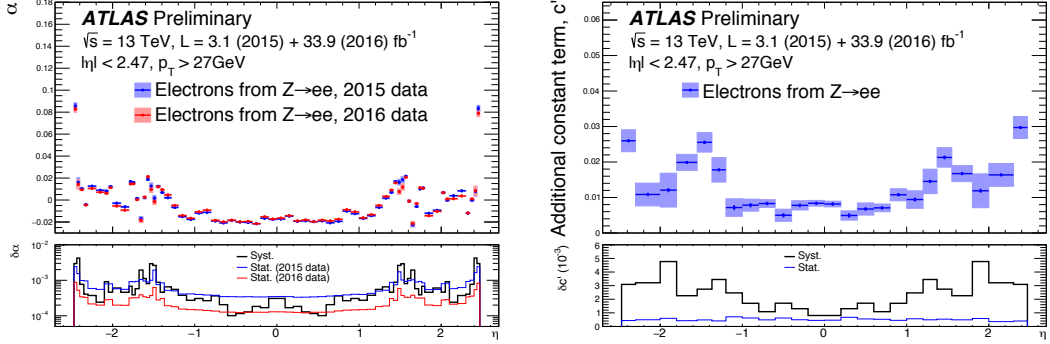 α
0.18
0.16
0.14
0.12
0.1
0.08
0.06
0.04
0.02
0
−0.02
ATLAS Preliminary
√s = 13 TeV, L = 3.1 (2015) + 33.9 (2016) fb⁻¹
|η| < 2.47, p_T > 27GeV
Electrons from Z→ee, 2015 data
Electrons from Z→ee, 2016 data
δα
10⁻²
10⁻³
10⁻⁴
Syst.
Stat. (2015 data)
Stat. (2016 data)
−2 −1 0 1 2 η
Additional constant term, c'
0.06
0.05
0.04
0.03
0.02
0.01
0
ATLAS Preliminary
√s = 13 TeV, L = 3.1 (2015) + 33.9 (2016) fb⁻¹
|η| < 2.47, p_T > 27GeV
Electrons from Z→ee
δc' (10⁻³)
6
5
4
3
2
1
0
Syst.
Stat.
−2 −1 0 1 2 η